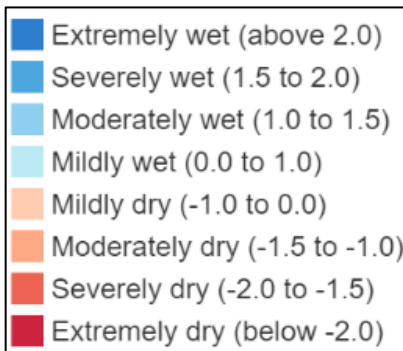 Extremely wet (above 2.0)
Severely wet (1.5 to 2.0)
Moderately wet (1.0 to 1.5)
Mildly wet (0.0 to 1.0)
Mildly dry (-1.0 to 0.0)
Moderately dry (-1.5 to -1.0)
Severely dry (-2.0 to -1.5)
Extremely dry (below -2.0)